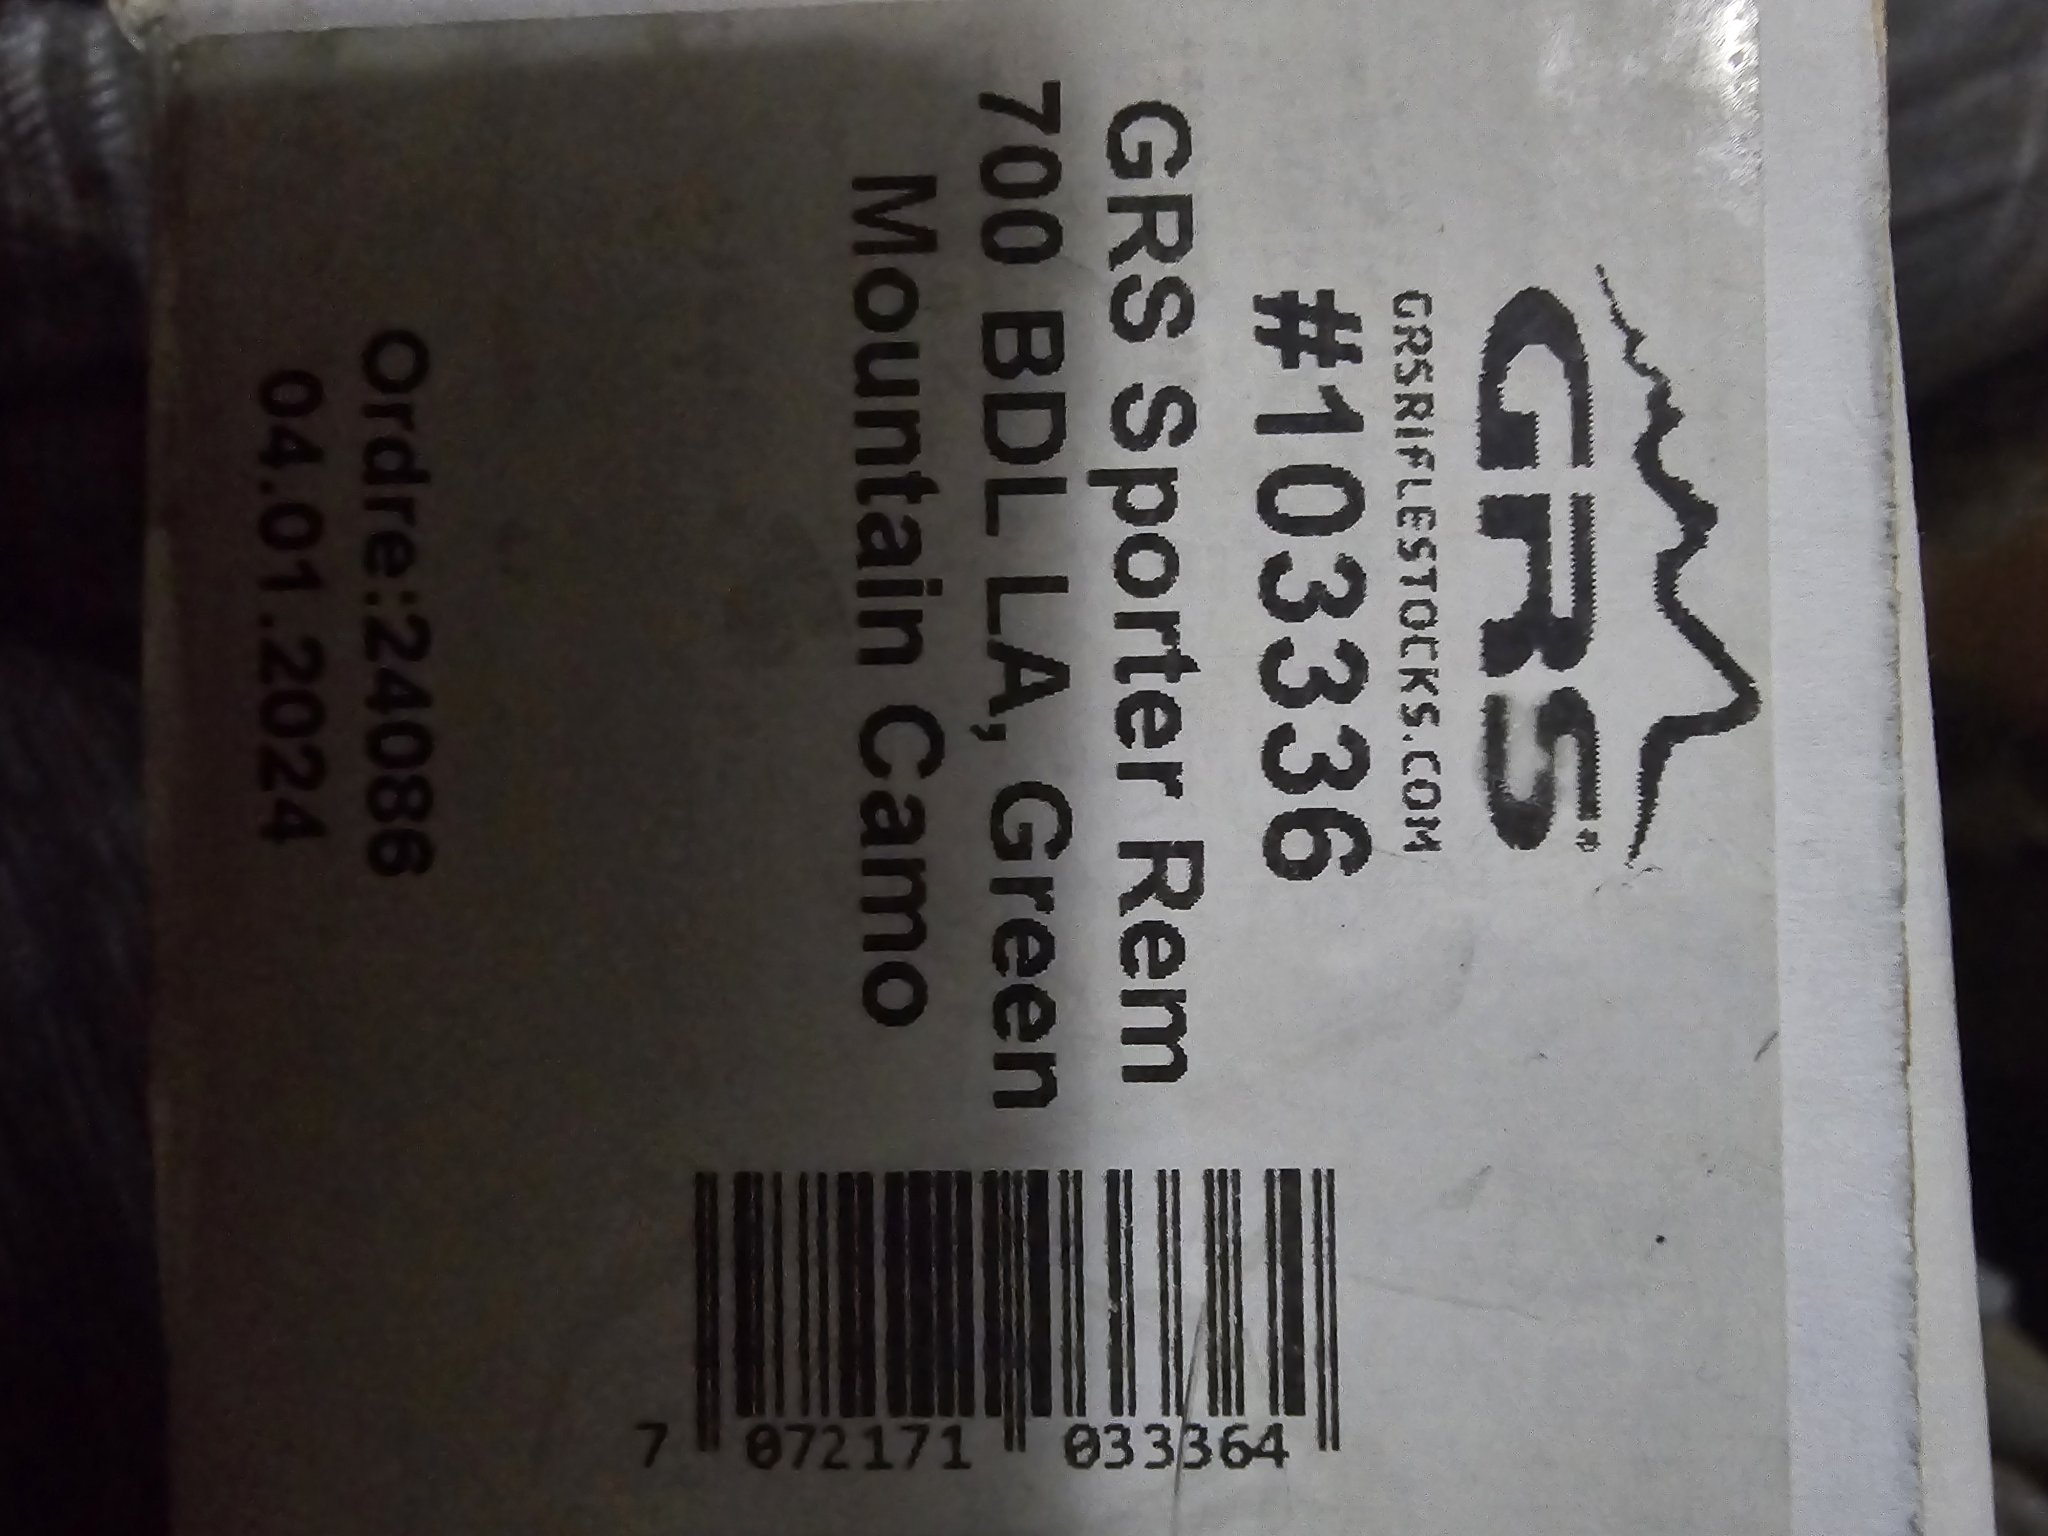 GRS®
GRSRIFLESTOCKS.COM
#103336
GRS Sporter Rem
700 BDL LA, Green
Mountain Camo
Ordre:24086
04.01.2024
7 072171 033364